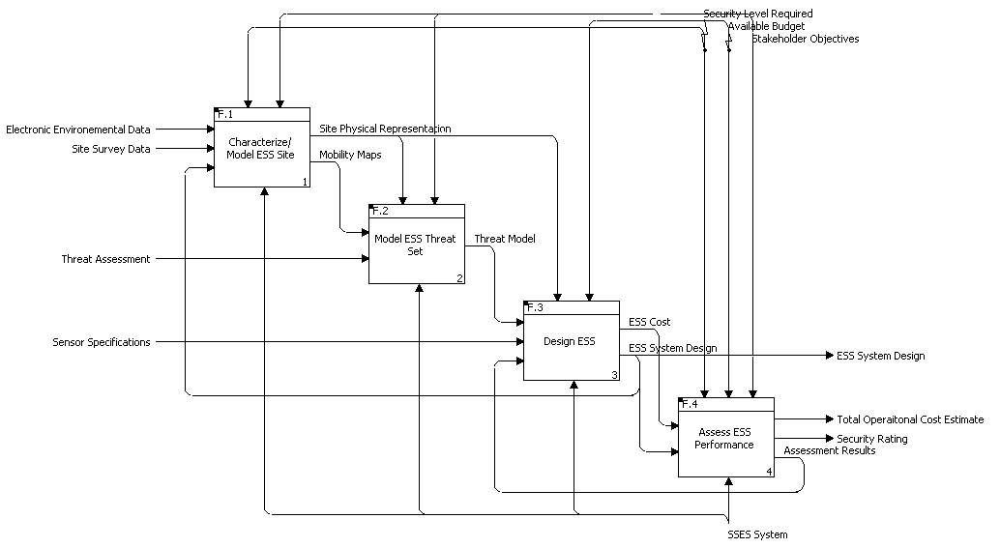 Security Level Required
Available Budget
Stakeholder Objectives
F.1
Electronic Environemental Data
Site Survey Data
Characterize/
Model ESS Site
1
Site Physical Representation
Mobility Maps
F.2
Model ESS Threat
Set
2
Threat Model
Threat Assessment
F.3
Design ESS
3
ESS Cost
ESS System Design
Sensor Specifications
ESS System Design
F.4
Assess ESS
Performance
4
Total Operaitonal Cost Estimate
Security Rating
Assessment Results
SSES System